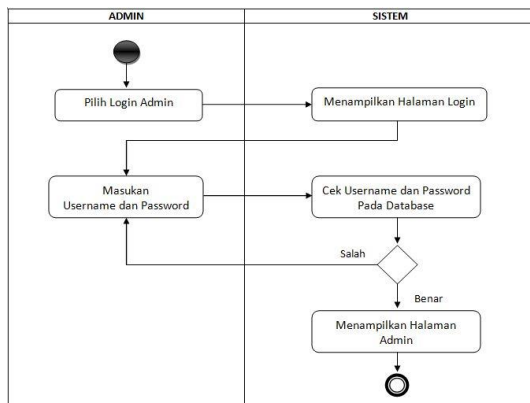 ADMIN
SISTEM
Pilih Login Admin
Menampilkan Halaman Login
Masukan
Username dan Password
Cek Username dan Password
Pada Database
Salah
Benar
Menampilkan Halaman
Admin